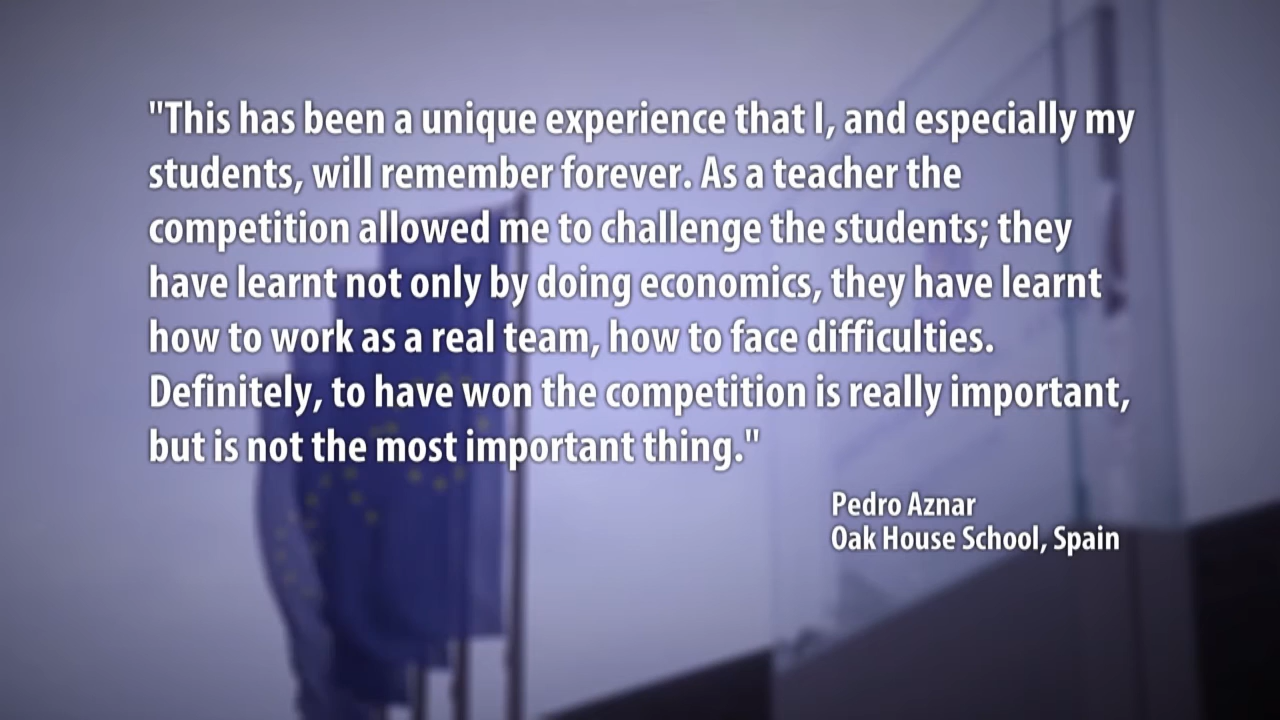 "This has been a unique experience that I, and especially my
students, will remember forever. As a teacher the
competition allowed me to challenge the students; they
have learnt not only by doing economics, they have learnt
how to work as a real team, how to face difficulties.
Definitely, to have won the competition is really important,
but is not the most important thing."
Pedro Aznar
Oak House School, Spain